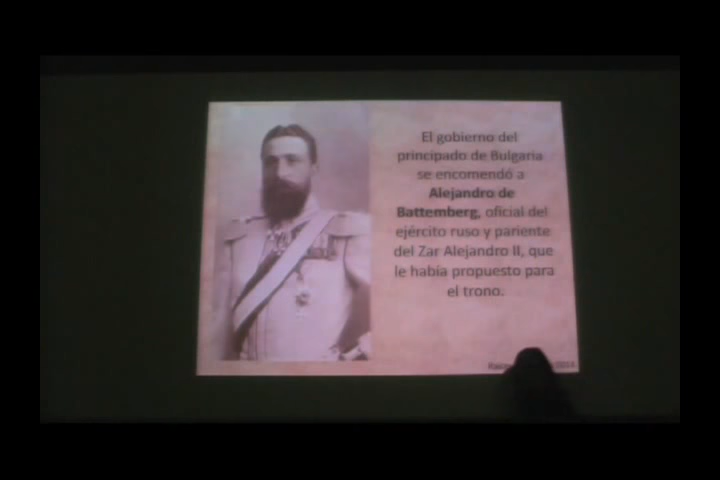 El gobierno del
principado de Bulgaria
se encomendó a
Alejandro de
Battemberg, oficial del
ejército ruso y pariente
del Zar Alejandro II, que
le había propuesto para
el trono.